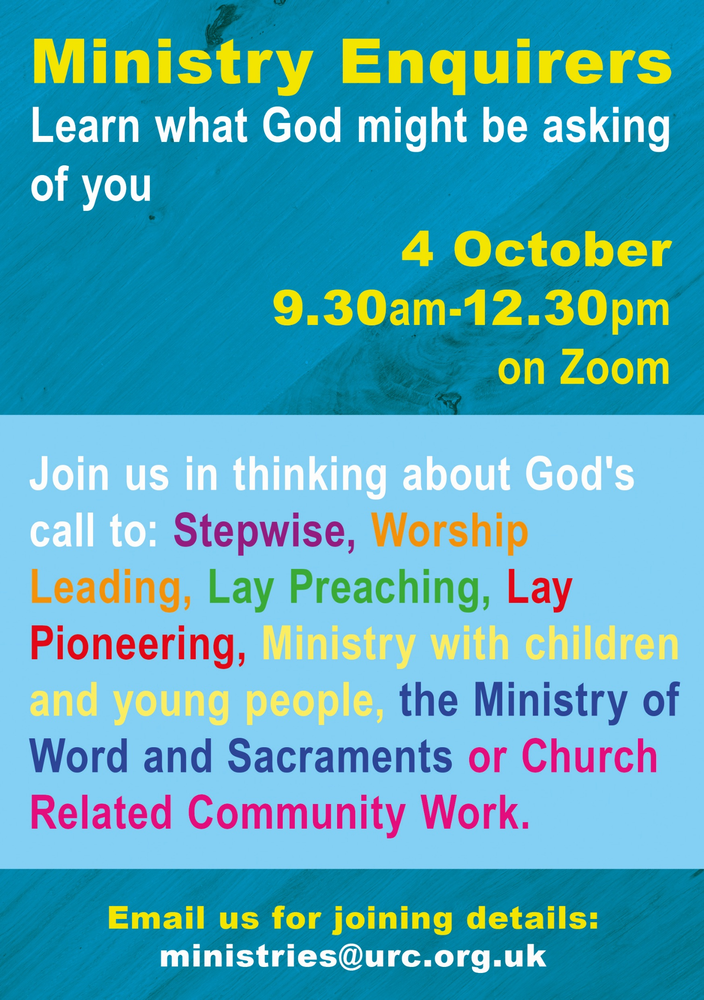 Ministry Enquirers
Learn what God might be asking
of you
4 October
9.30am-12.30pm
on Zoom
Join us in thinking about God's
call to: Stepwise, Worship
Leading, Lay Preaching, Lay
Pioneering, Ministry with children
and young people, the Ministry of
Word and Sacraments or Church
Related Community Work.
Email us for joining details:
ministries@urc.org.uk